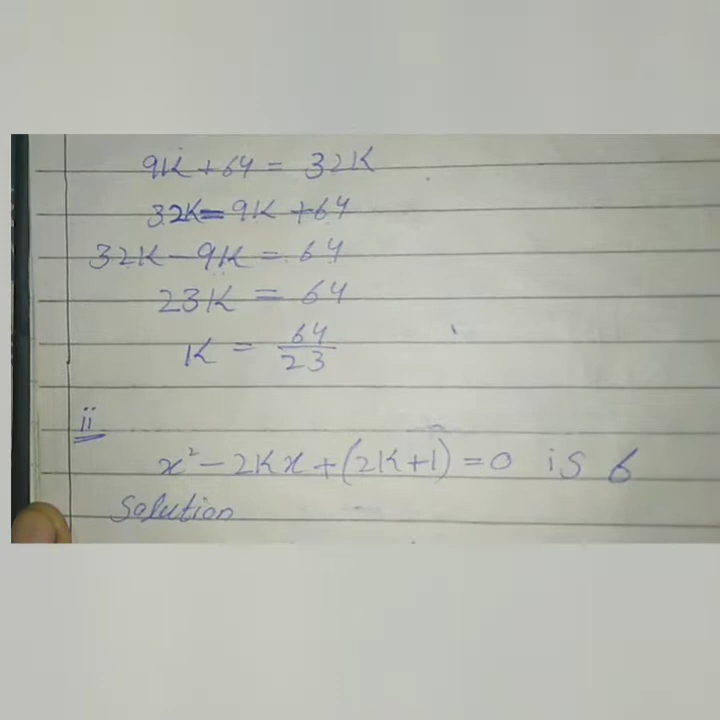 9K + 64 = 32K
32K = 9K + 64
32K - 9K = 64
23K = 64
K = 64/23
ii
x² - 2Kx + (2K+1) = 0 is 6
Solution